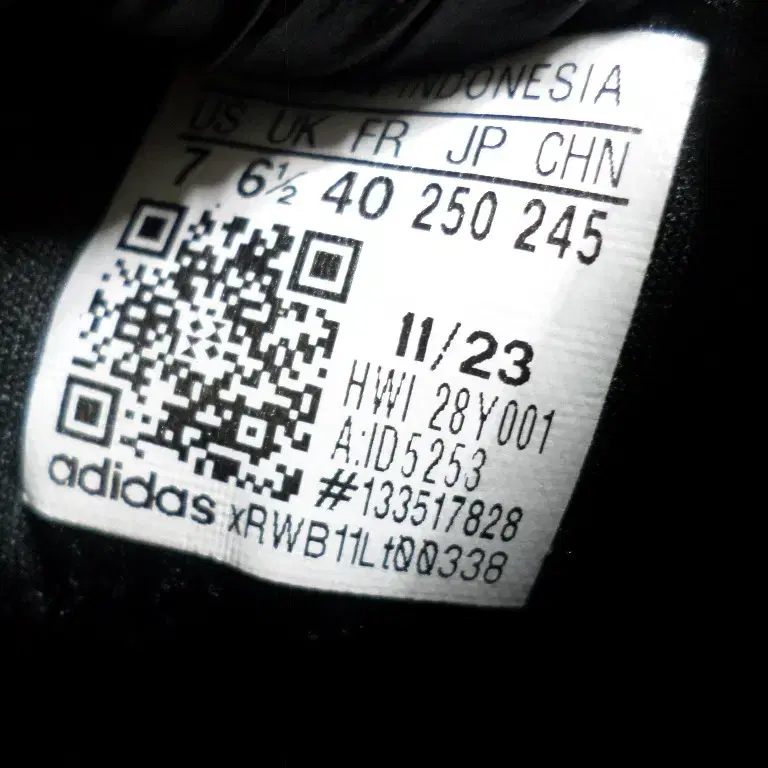 INDONESIA
US UK FR JP CHN
7 6½ 40 250 245
11/23
HWI 28Y001
A:ID5253
#133517828
adidas xRWB11Lt00338